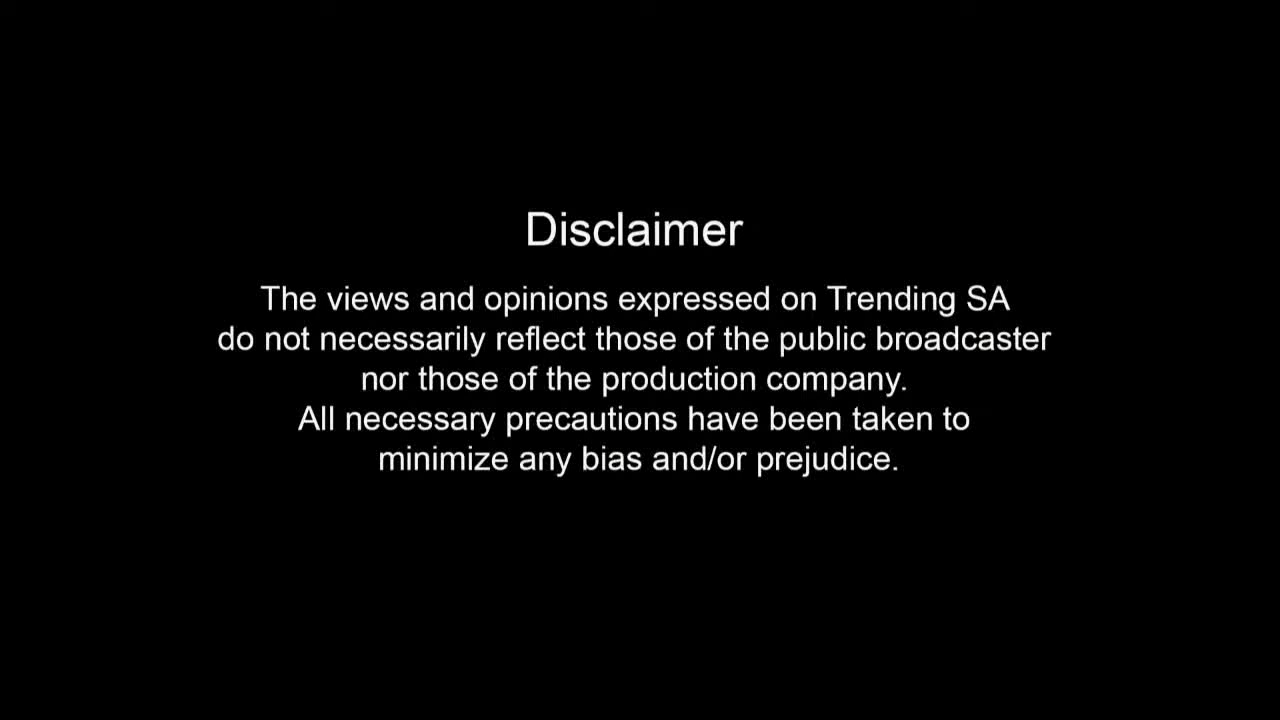 Disclaimer
The views and opinions expressed on Trending SA
do not necessarily reflect those of the public broadcaster
nor those of the production company.
All necessary precautions have been taken to
minimize any bias and/or prejudice.